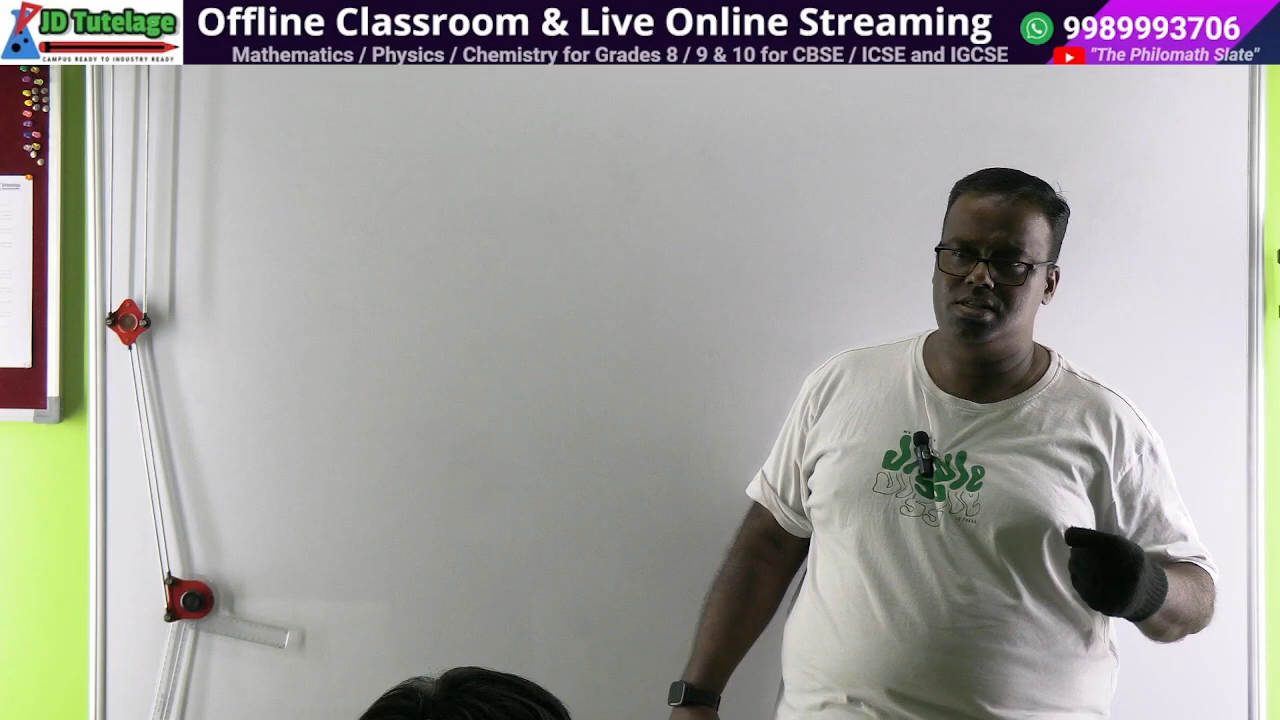 JD Tutelage
CAMPUS READY TO INDUSTRY READY
Offline Classroom & Live Online Streaming
Mathematics / Physics / Chemistry for Grades 8 / 9 & 10 for CBSE / ICSE and IGCSE
9989993706
"The Philomath Slate"